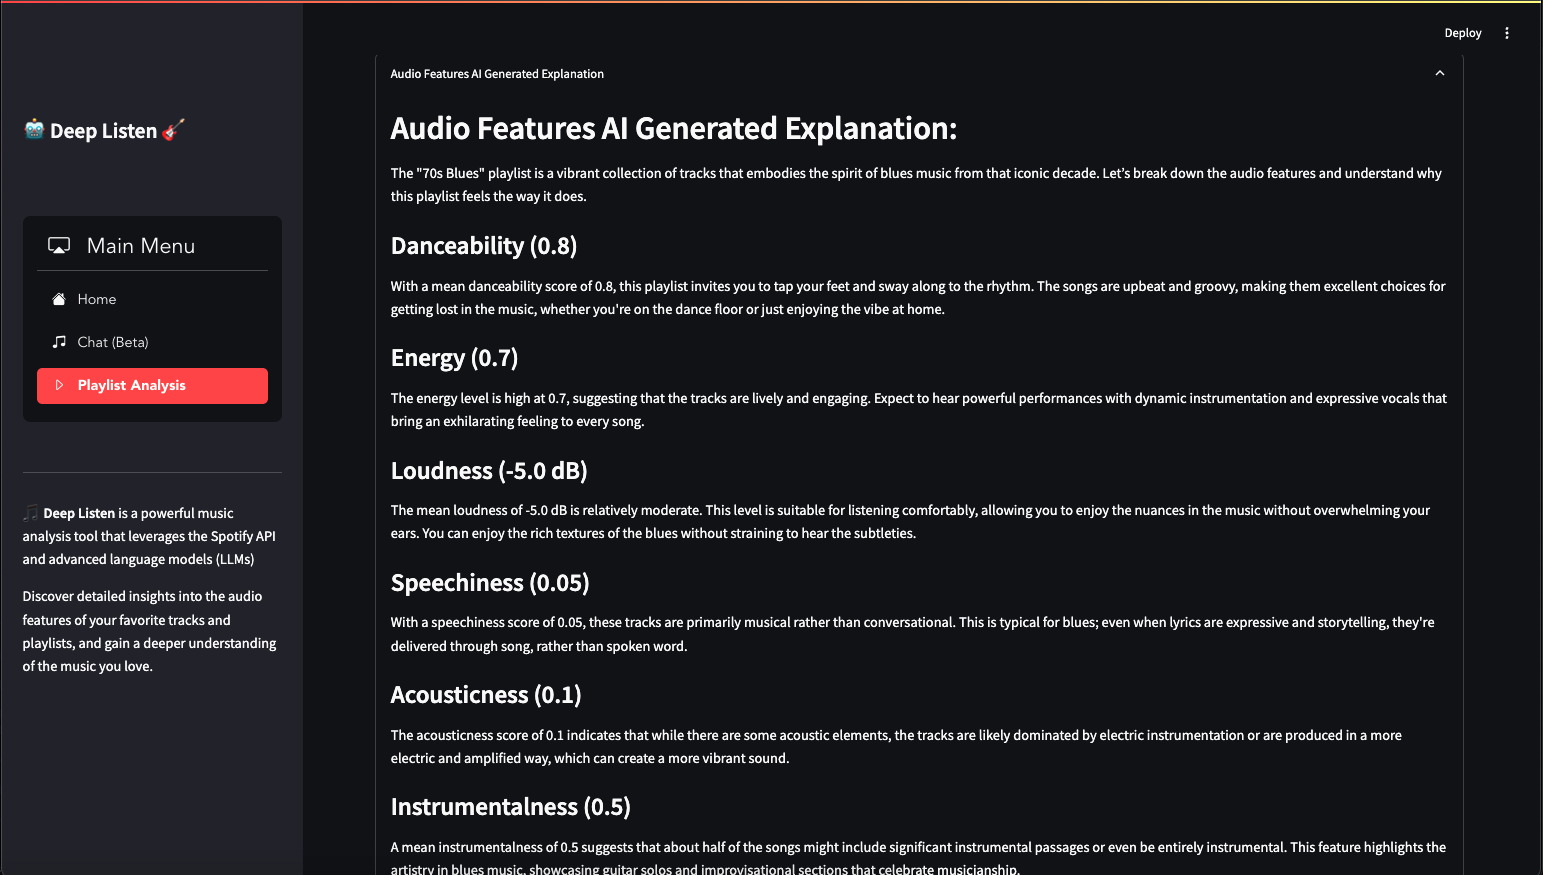 Deploy
Deep Listen
Main Menu
Home
Chat (Beta)
Playlist Analysis
Deep Listen is a powerful music
analysis tool that leverages the Spotify API
and advanced language models (LLMs)
Discover detailed insights into the audio
features of your favorite tracks and
playlists, and gain a deeper understanding
of the music you love.
Audio Features AI Generated Explanation
Audio Features AI Generated Explanation:
The "70s Blues" playlist is a vibrant collection of tracks that embodies the spirit of blues music from that iconic decade. Let’s break down the audio features and understand why
this playlist feels the way it does.
Danceability (0.8)
With a mean danceability score of 0.8, this playlist invites you to tap your feet and sway along to the rhythm. The songs are upbeat and groovy, making them excellent choices for
getting lost in the music, whether you're on the dance floor or just enjoying the vibe at home.
Energy (0.7)
The energy level is high at 0.7, suggesting that the tracks are lively and engaging. Expect to hear powerful performances with dynamic instrumentation and expressive vocals that
bring an exhilarating feeling to every song.
Loudness (-5.0 dB)
The mean loudness of -5.0 dB is relatively moderate. This level is suitable for listening comfortably, allowing you to enjoy the nuances in the music without overwhelming your
ears. You can enjoy the rich textures of the blues without straining to hear the subtleties.
Speechiness (0.05)
With a speechiness score of 0.05, these tracks are primarily musical rather than conversational. This is typical for blues; even when lyrics are expressive and storytelling, they're
delivered through song, rather than spoken word.
Acousticness (0.1)
The acousticness score of 0.1 indicates that while there are some acoustic elements, the tracks are likely dominated by electric instrumentation or are produced in a more
electric and amplified way, which can create a more vibrant sound.
Instrumentalness (0.5)
A mean instrumentalness of 0.5 suggests that about half of the songs might include significant instrumental passages or even be entirely instrumental. This feature highlights the
artistry in blues music, showcasing guitar solos and improvisational sections that celebrate musicianship.